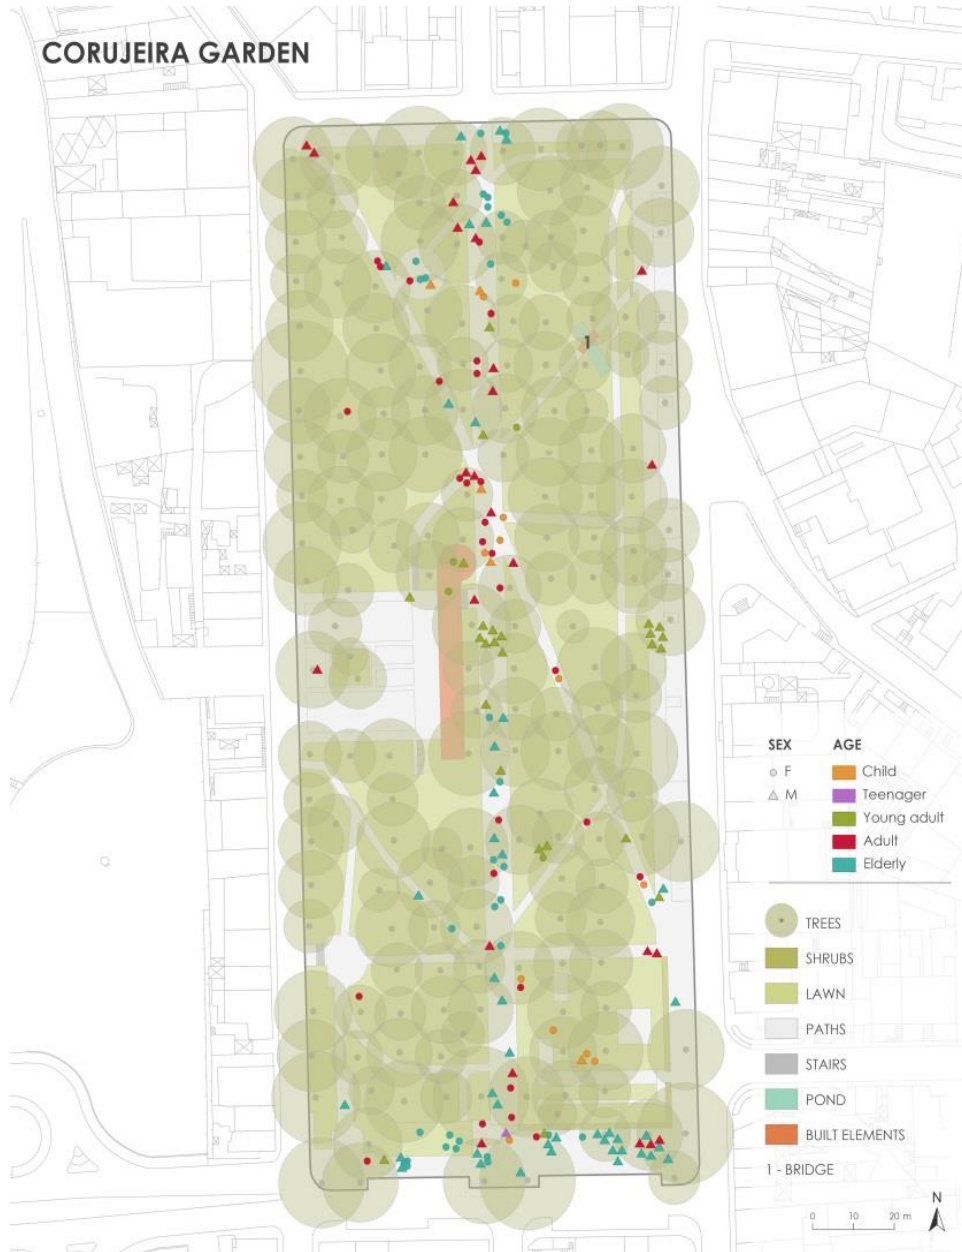 CORUJEIRA GARDEN
1
SEX
F
M
AGE
Child
Teenager
Young adult
Adult
Elderly
TREES
SHRUBS
LAWN
PATHS
STAIRS
POND
BUILT ELEMENTS
1 - BRIDGE
0 10 20 m
N